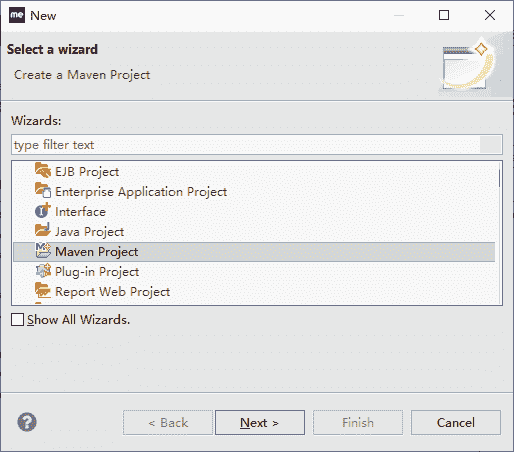 me New
Select a wizard
Create a Maven Project
Wizards:
type filter text
EJB Project
Enterprise Application Project
Interface
Java Project
Maven Project
Plug-in Project
Report Web Project
Show All Wizards.
? < Back Next > Finish Cancel